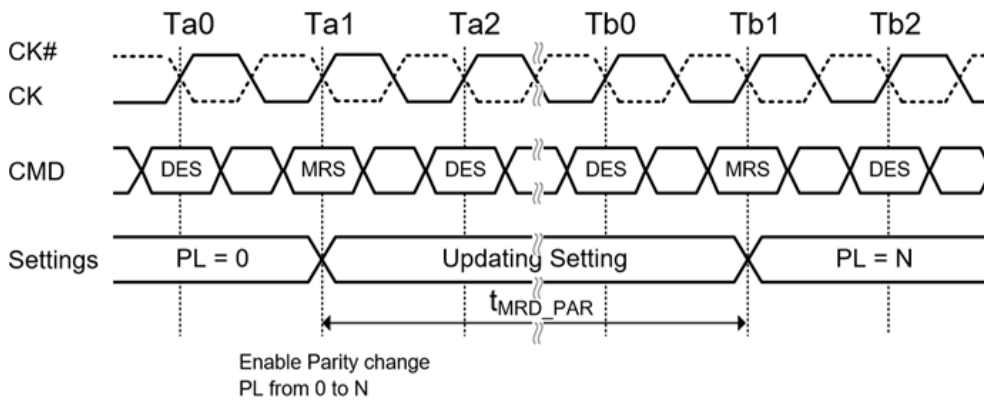 Ta0 Ta1 Ta2 Tb0 Tb1 Tb2
CK#
CK
CMD DES MRS DES DES MRS DES
Settings PL = 0 Updating Setting PL = N
tMRD_PAR
Enable Parity change
PL from 0 to N